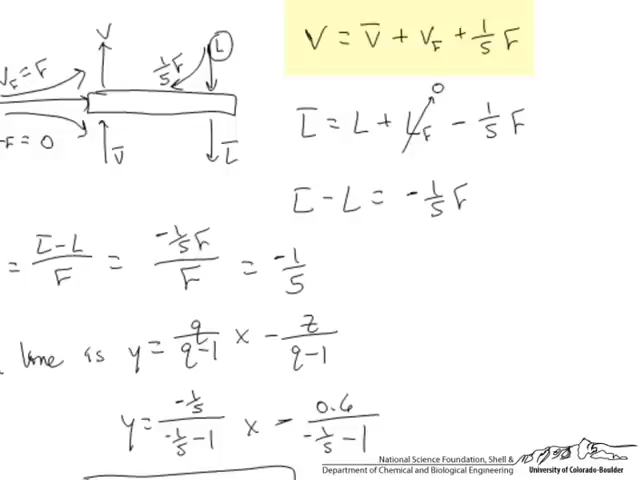 V = V̄ + V_F + 1/5 F
V
L
1/5 F
V_F = F
-F = 0
V̄
L̄
L̄ = L + L_F - 1/5 F
0
L̄ - L = - 1/5 F
= L̄-L / F = -1/5 F / F = -1/5
line is y = q/q-1 x - z/q-1
y = -1/5 / -1/5 - 1 x - 0.6 / -1/5 - 1
National Science Foundation, Shell &
Department of Chemical and Biological Engineering
University of Colorado-Boulder